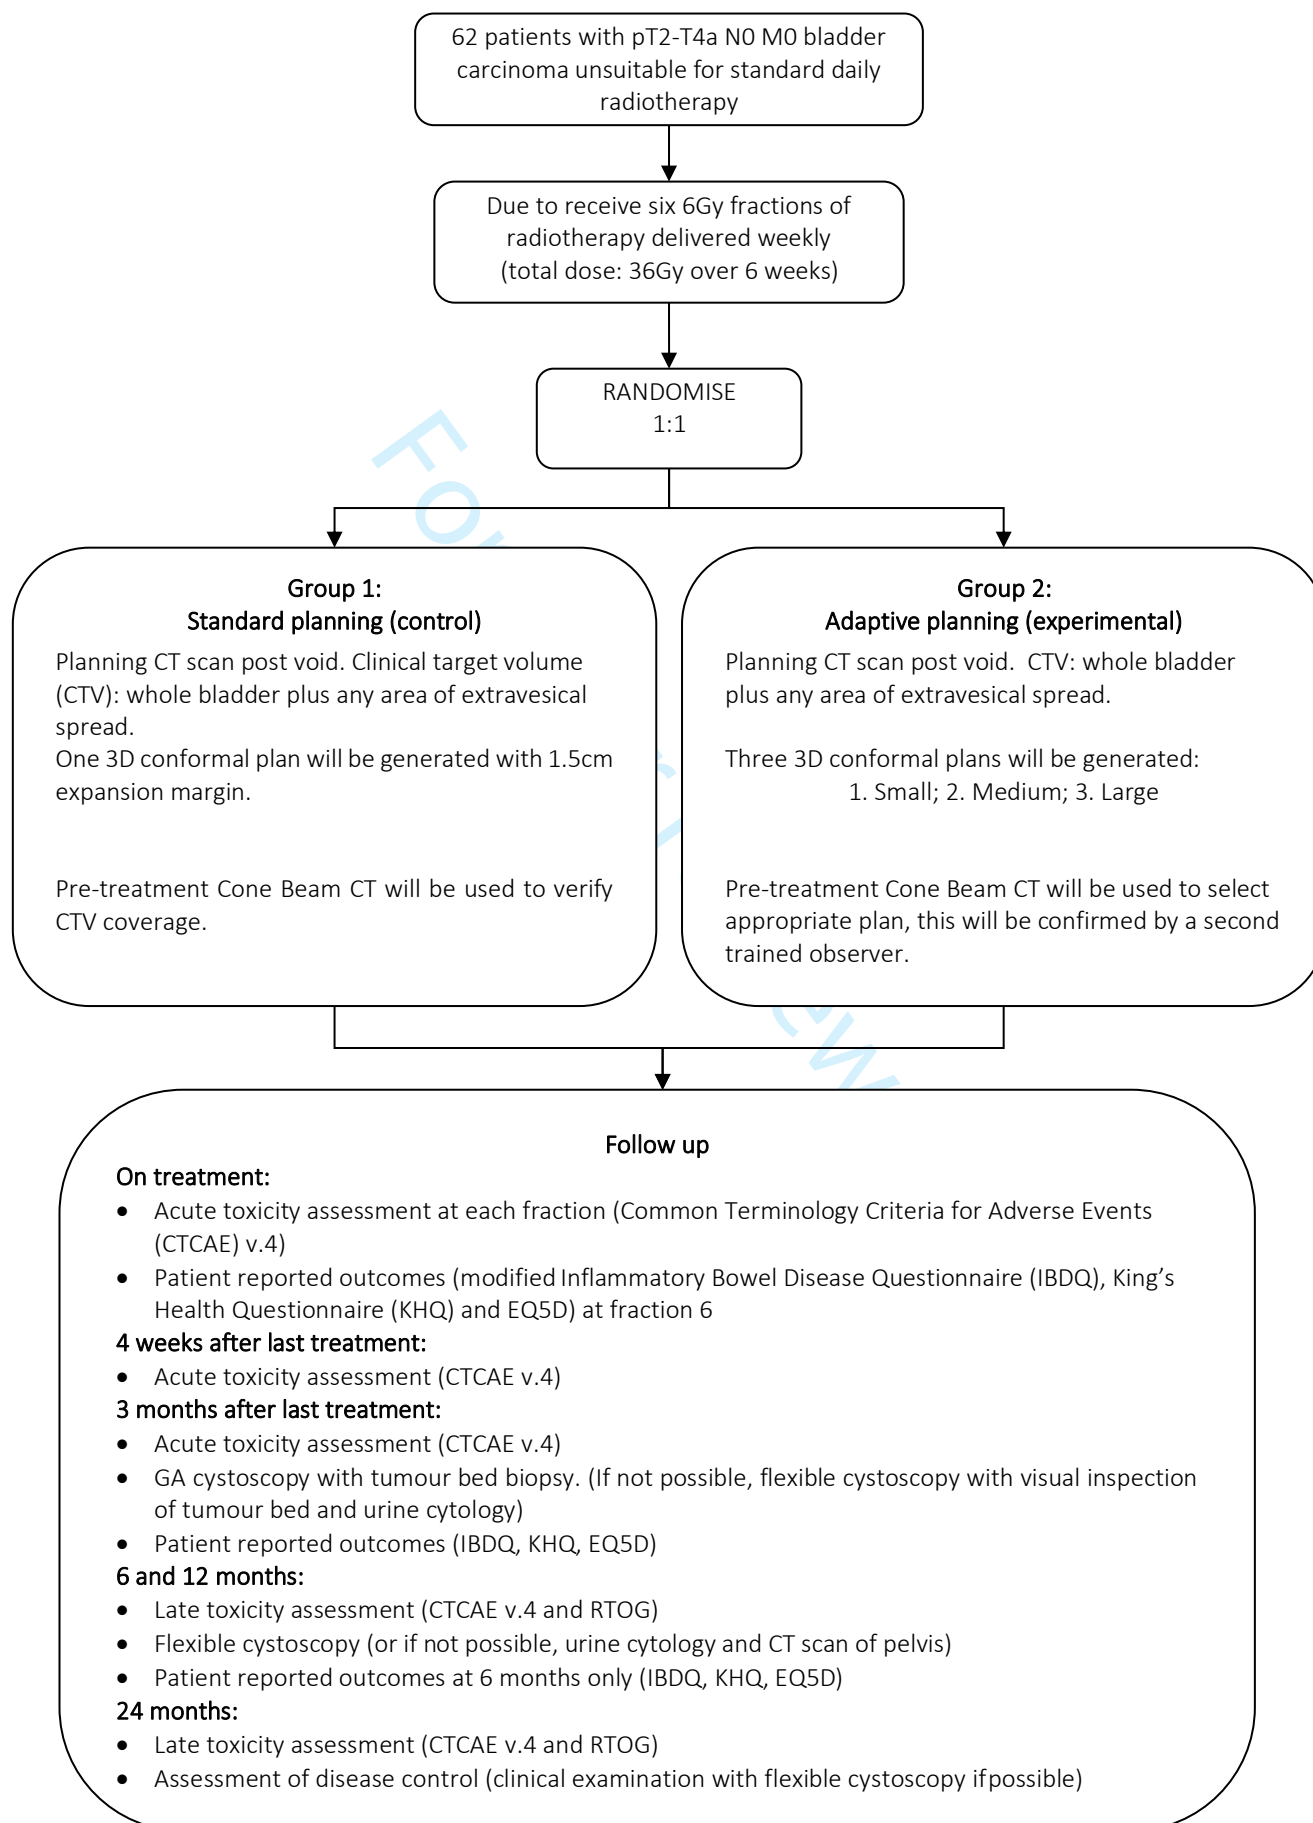 62 patients with pT2-T4a N0 M0 bladder
carcinoma unsuitable for standard daily
radiotherapy
Due to receive six 6Gy fractions of
radiotherapy delivered weekly
(total dose: 36Gy over 6 weeks)
RANDOMISE
1:1
Group 1:
Standard planning (control)
Planning CT scan post void. Clinical target volume
(CTV): whole bladder plus any area of extravesical
spread.
One 3D conformal plan will be generated with 1.5cm
expansion margin.
Pre-treatment Cone Beam CT will be used to verify
CTV coverage.
Group 2:
Adaptive planning (experimental)
Planning CT scan post void.  CTV: whole bladder
plus any area of extravesical spread.
Three 3D conformal plans will be generated:
1. Small; 2. Medium; 3. Large
Pre-treatment Cone Beam CT will be used to select
appropriate plan, this will be confirmed by a second
trained observer.
Follow up
On treatment:
• Acute toxicity assessment at each fraction (Common Terminology Criteria for Adverse Events
(CTCAE) v.4)
• Patient reported outcomes (modified Inflammatory Bowel Disease Questionnaire (IBDQ), King’s
Health Questionnaire (KHQ) and EQ5D) at fraction 6
4 weeks after last treatment:
• Acute toxicity assessment (CTCAE v.4)
3 months after last treatment:
• Acute toxicity assessment (CTCAE v.4)
• GA cystoscopy with tumour bed biopsy. (If not possible, flexible cystoscopy with visual inspection
of tumour bed and urine cytology)
• Patient reported outcomes (IBDQ, KHQ, EQ5D)
6 and 12 months:
• Late toxicity assessment (CTCAE v.4 and RTOG)
• Flexible cystoscopy (or if not possible, urine cytology and CT scan of pelvis)
• Patient reported outcomes at 6 months only (IBDQ, KHQ, EQ5D)
24 months:
• Late toxicity assessment (CTCAE v.4 and RTOG)
• Assessment of disease control (clinical examination with flexible cystoscopy ifpossible)